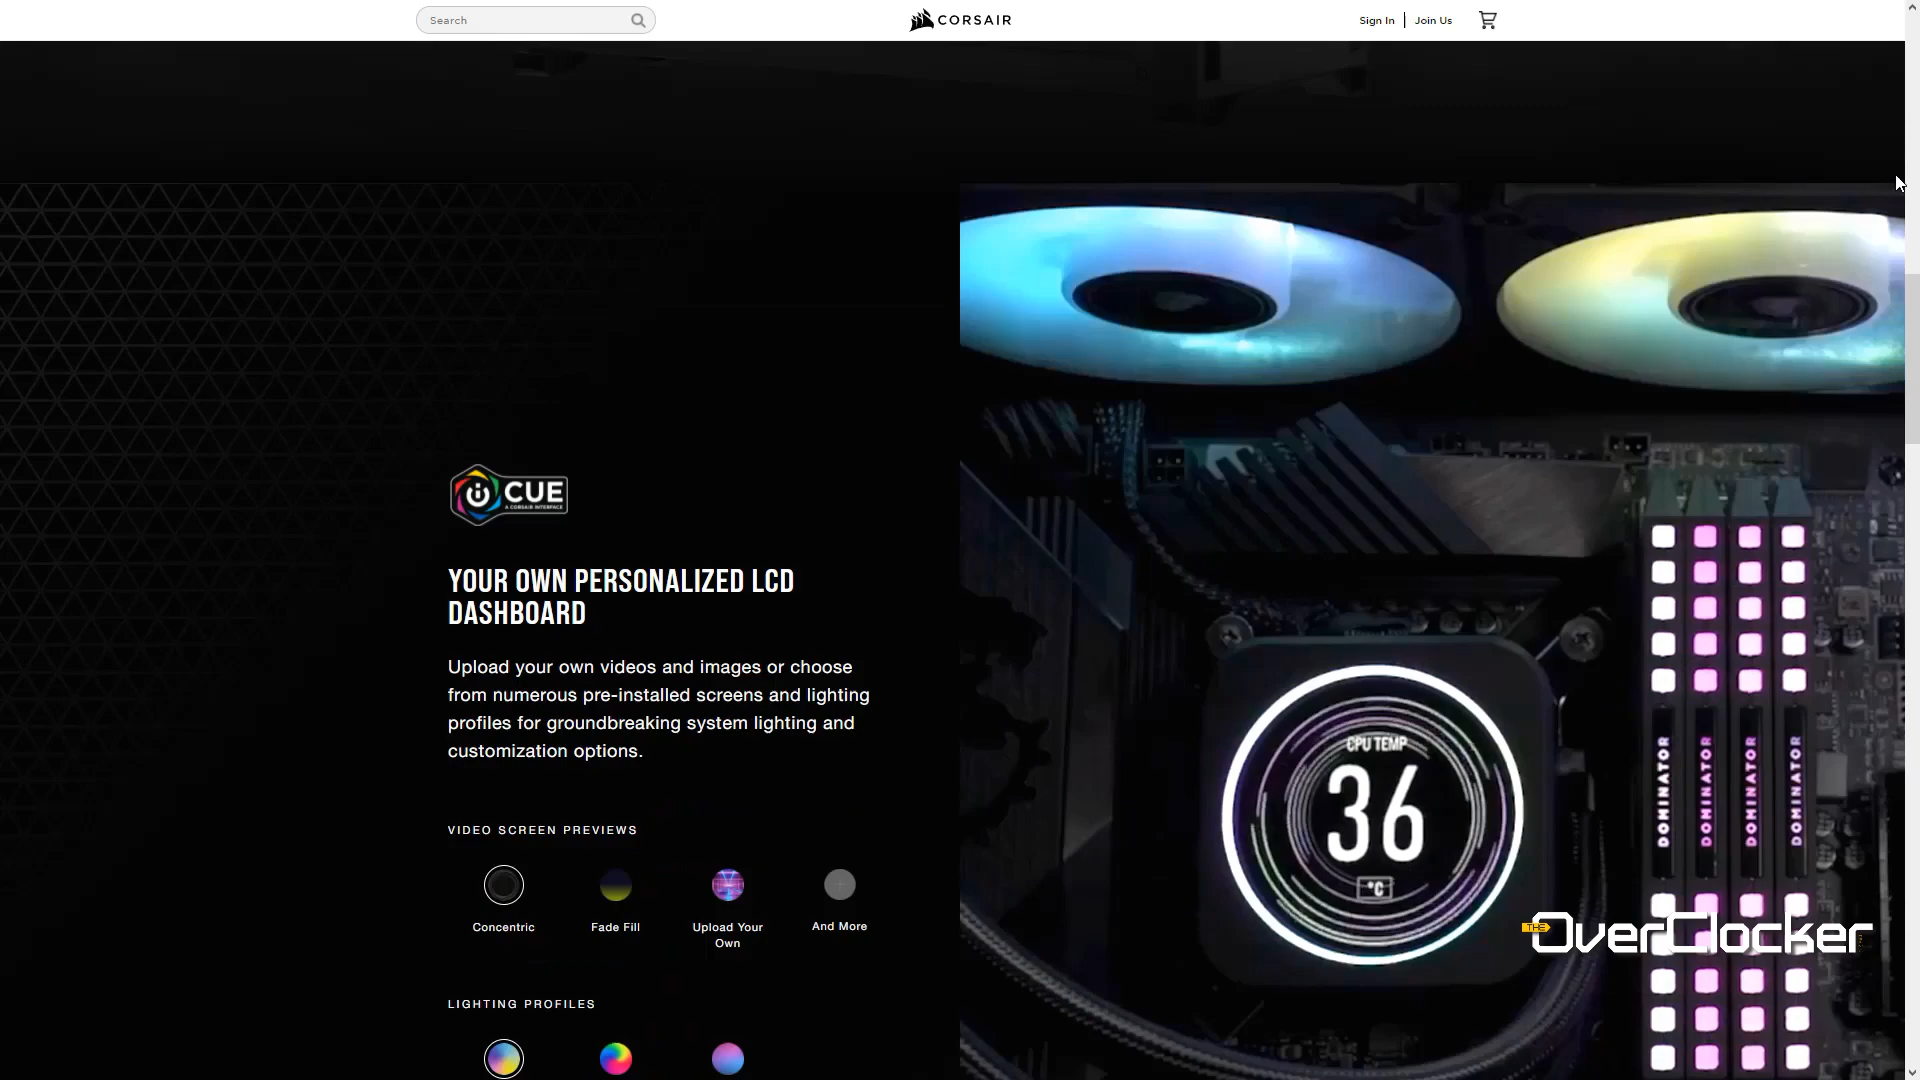 Search
CORSAIR
Sign In
Join Us
CUE
A CORSAIR INTERFACE
YOUR OWN PERSONALIZED LCD
DASHBOARD
Upload your own videos and images or choose
from numerous pre-installed screens and lighting
profiles for groundbreaking system lighting and
customization options.
VIDEO SCREEN PREVIEWS
Concentric
Fade Fill
Upload Your
Own
And More
LIGHTING PROFILES
CPU TEMP
36
°C
DOMINATOR
DOMINATOR
DOMINATOR
DOMINATOR
THE
OverClocker